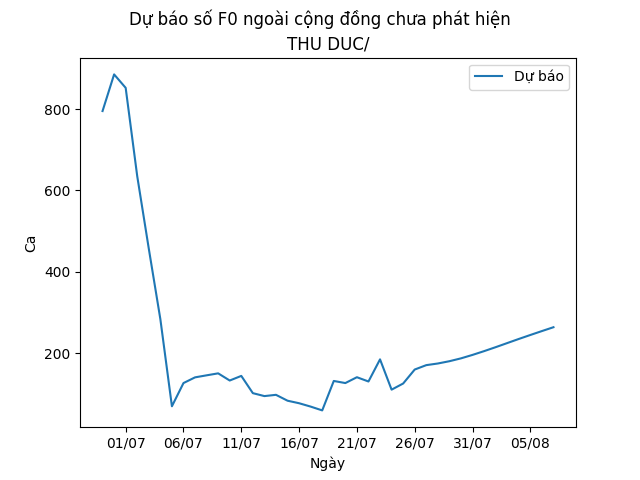 Dự báo số F0 ngoài cộng đồng chưa phát hiện
THU DUC/
Dự báo
800
600
400
200
Ca
01/07 06/07 11/07 16/07 21/07 26/07 31/07 05/08
Ngày